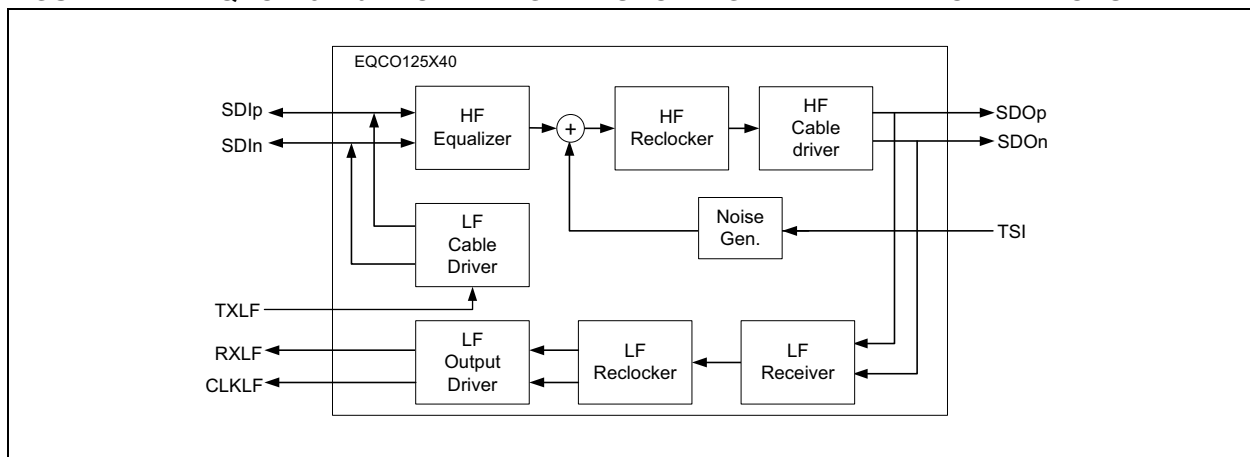 EQCO125X40
SDIp
SDIn
HF
Equalizer
+
HF
Reclocker
HF
Cable
driver
SDOp
SDOn
LF
Cable
Driver
Noise
Gen.
TSI
TXLF
RXLF
CLKLF
LF
Output
Driver
LF
Reclocker
LF
Receiver